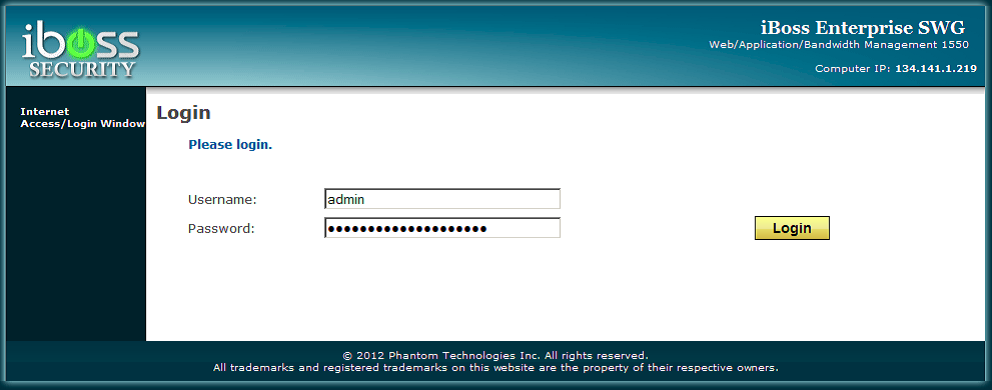 iboss
SECURITY
iBoss Enterprise SWG
Web/Application/Bandwidth Management 1550
Computer IP: 134.141.1.219
Internet
Access/Login Window
Login
Please login.
Username: admin
Password: ••••••••••••••••••••
Login
© 2012 Phantom Technologies Inc. All rights reserved.
All trademarks and registered trademarks on this website are the property of their respective owners.